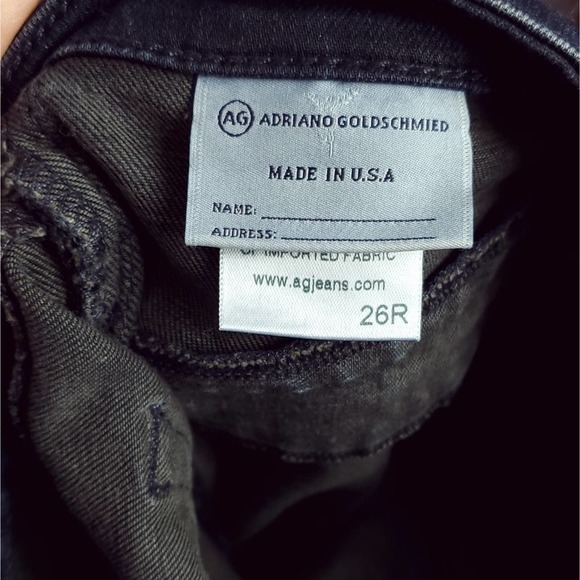 AG ADRIANO GOLDSCHMIED
MADE IN U.S.A
NAME:
ADDRESS:
OF IMPORTED FABRIC
www.agjeans.com
26R